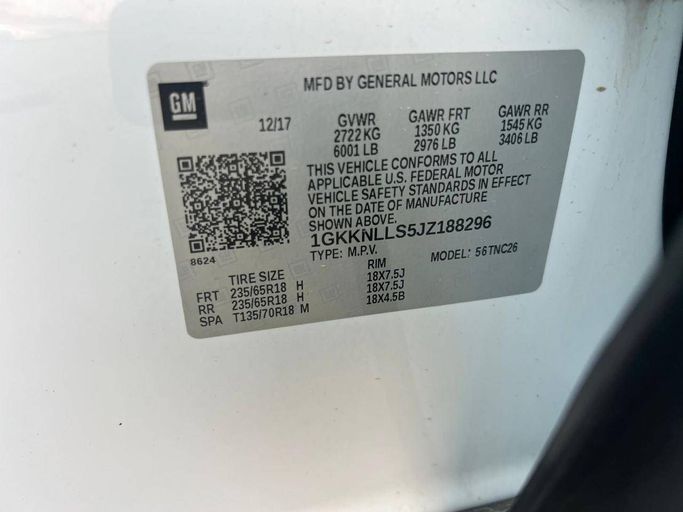 GM
MFD BY GENERAL MOTORS LLC
12/17 GVWR GAWR FRT GAWR RR
2722 KG 1350 KG 1545 KG
6001 LB 2976 LB 3406 LB
THIS VEHICLE CONFORMS TO ALL
APPLICABLE U.S. FEDERAL MOTOR
VEHICLE SAFETY STANDARDS IN EFFECT
ON THE DATE OF MANUFACTURE
SHOWN ABOVE.
1GKKNLLS5JZ188296
8624 TYPE: M.P.V. MODEL: 56TNC26
TIRE SIZE RIM
FRT 235/65R18 H 18X7.5J
RR 235/65R18 H 18X7.5J
SPA T135/70R18 M 18X4.5B